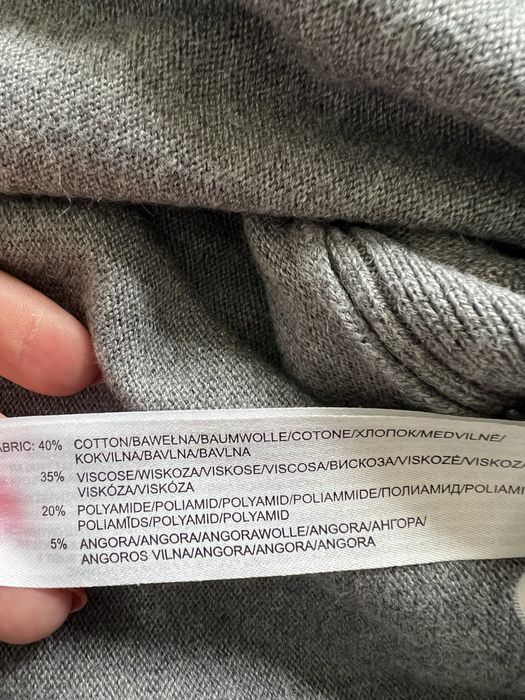 ABRIC: 40% COTTON/BAWEŁNA/BAUMWOLLE/COTONE/ХЛОПОК/MEDVILNĖ/
KOKVILNA/BAVLNA/BAVLNA
35% VISCOSE/WISKOZA/VISKOSE/VISCOSA/ВИСКОЗА/VISKOZĖ/VISKOZ
VISKÓZA/VISKÓZA
20% POLYAMIDE/POLIAMID/POLYAMID/POLIAMMIDE/ПОЛИАМИД/POLIAMI
POLIAMĪDS/POLYAMID/POLYAMID
5% ANGORA/ANGORA/ANGORAWOLLE/ANGORA/АНГОРА/
ANGOROS VILNA/ANGORA/ANGORA/ANGORA